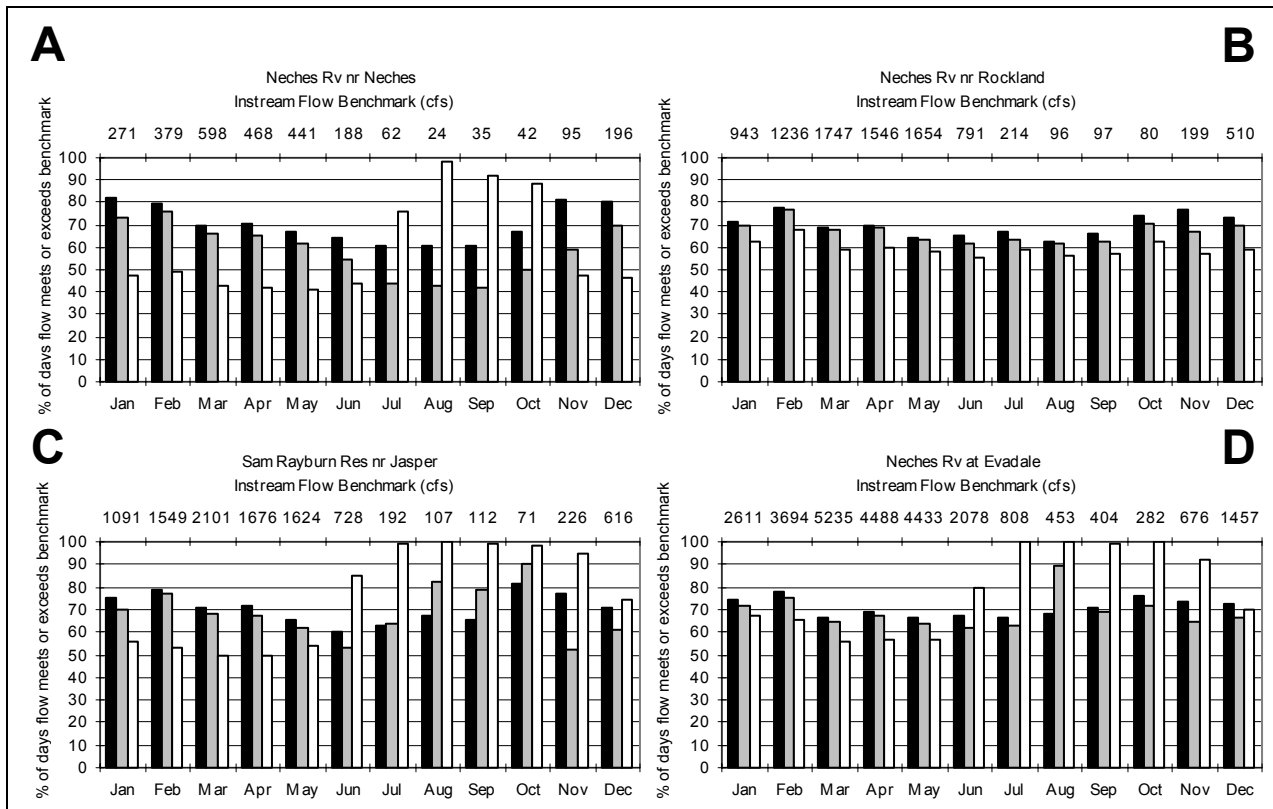 A
Neches Rv nr Neches
Instream Flow Benchmark (cfs)
271 379 598 468 441 188 62 24 35 42 95 196
% of days flow meets or exceeds benchmark
100
90
80
70
60
50
40
30
20
10
0
Jan Feb Mar Apr May Jun Jul Aug Sep Oct Nov Dec
B
Neches Rv nr Rockland
Instream Flow Benchmark (cfs)
943 1236 1747 1546 1654 791 214 96 97 80 199 510
% of days flow meets or exceeds benchmark
100
90
80
70
60
50
40
30
20
10
0
Jan Feb Mar Apr May Jun Jul Aug Sep Oct Nov Dec
C
Sam Rayburn Res nr Jasper
Instream Flow Benchmark (cfs)
1091 1549 2101 1676 1624 728 192 107 112 71 226 616
% of days flow meets or exceeds benchmark
100
90
80
70
60
50
40
30
20
10
0
Jan Feb Mar Apr May Jun Jul Aug Sep Oct Nov Dec
D
Neches Rv at Evadale
Instream Flow Benchmark (cfs)
2611 3694 5235 4488 4433 2078 808 453 404 282 676 1457
% of days flow meets or exceeds benchmark
100
90
80
70
60
50
40
30
20
10
0
Jan Feb Mar Apr May Jun Jul Aug Sep Oct Nov Dec